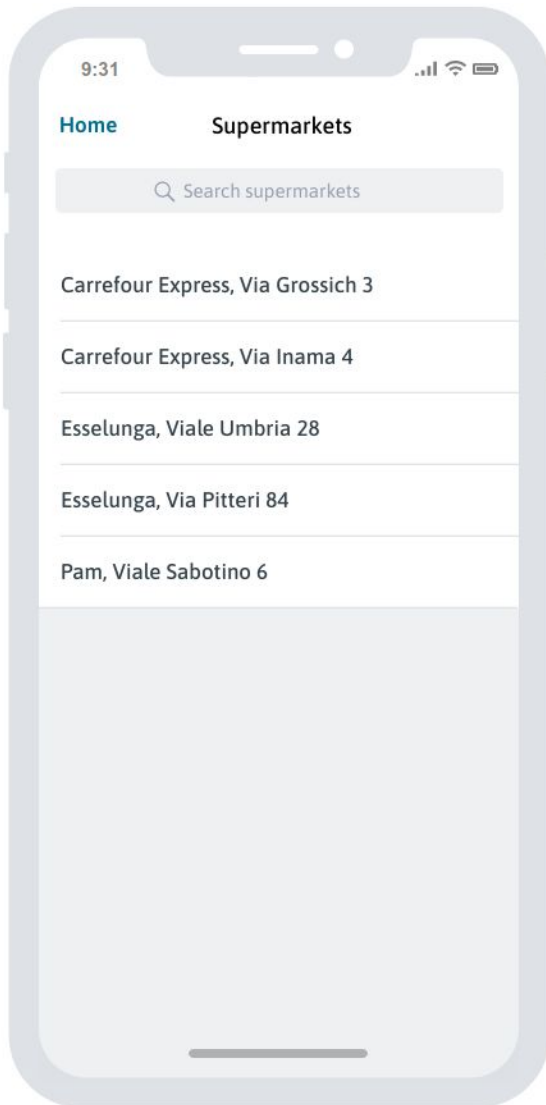 9:31
Home Supermarkets
Search supermarkets
Carrefour Express, Via Grossich 3
Carrefour Express, Via Inama 4
Esselunga, Viale Umbria 28
Esselunga, Via Pitteri 84
Pam, Viale Sabotino 6